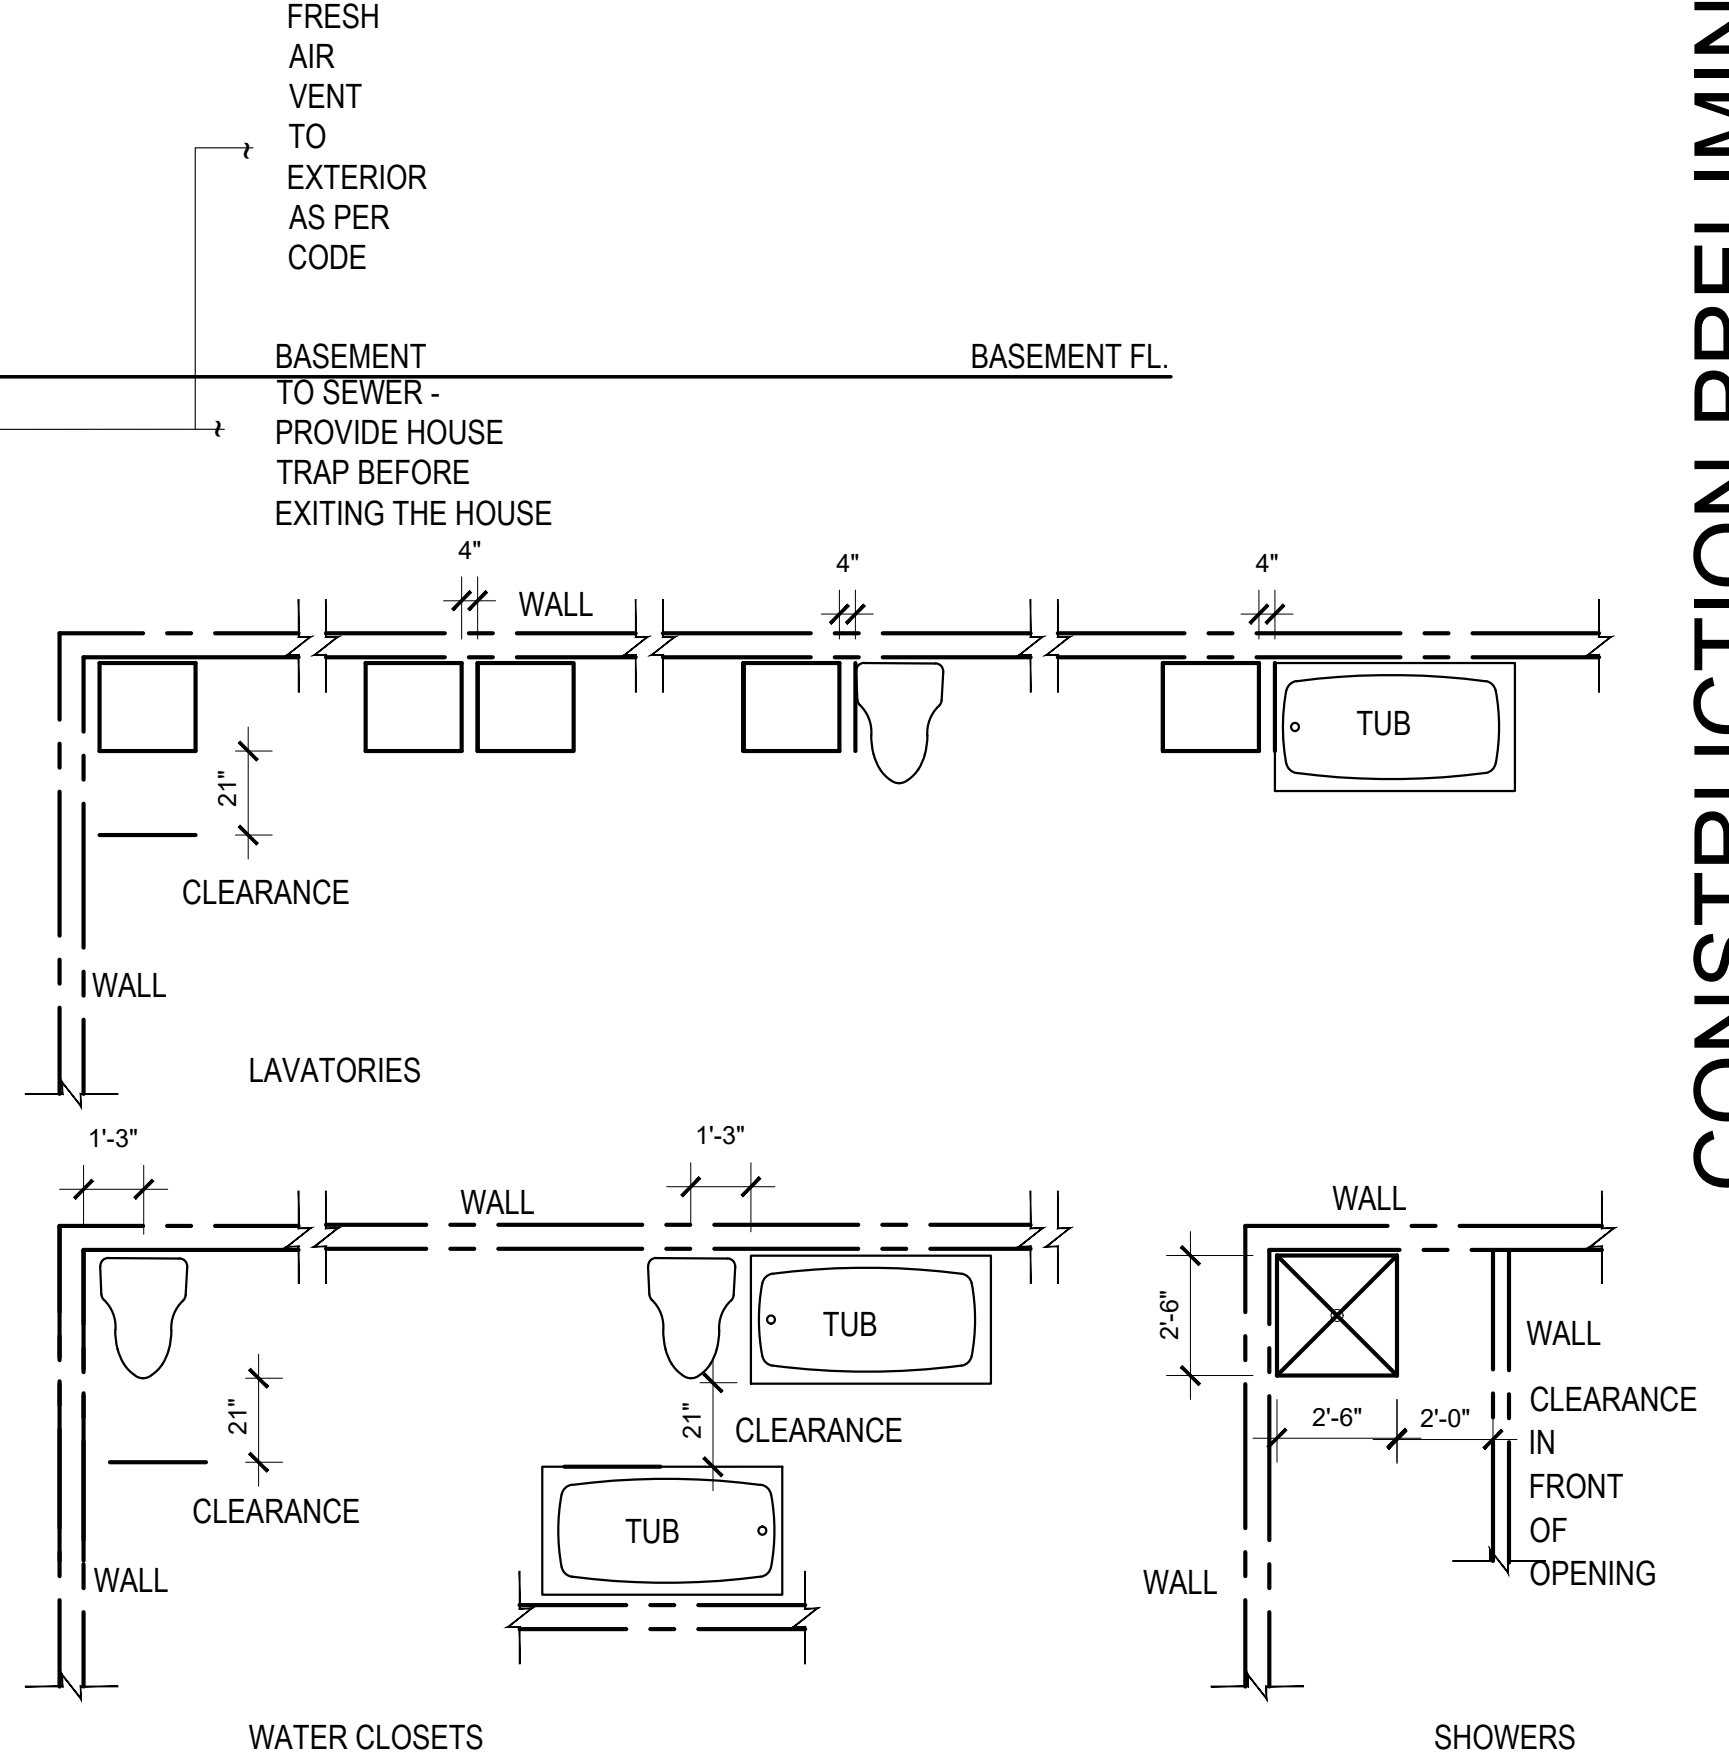 FRESH
AIR
VENT
TO
EXTERIOR
AS PER
CODE
BASEMENT
BASEMENT FL.
TO SEWER -
PROVIDE HOUSE
TRAP BEFORE
EXITING THE HOUSE
4"
WALL
4"
4"
TUB
21"
CLEARANCE
WALL
LAVATORIES
1'-3"
WALL
1'-3"
TUB
21"
CLEARANCE
21"
CLEARANCE
TUB
WALL
WATER CLOSETS
WALL
2'-6"
WALL
2'-6"
2'-0"
CLEARANCE
IN
FRONT
OF
OPENING
WALL
SHOWERS
CONSTRUCTION PRELIMIN